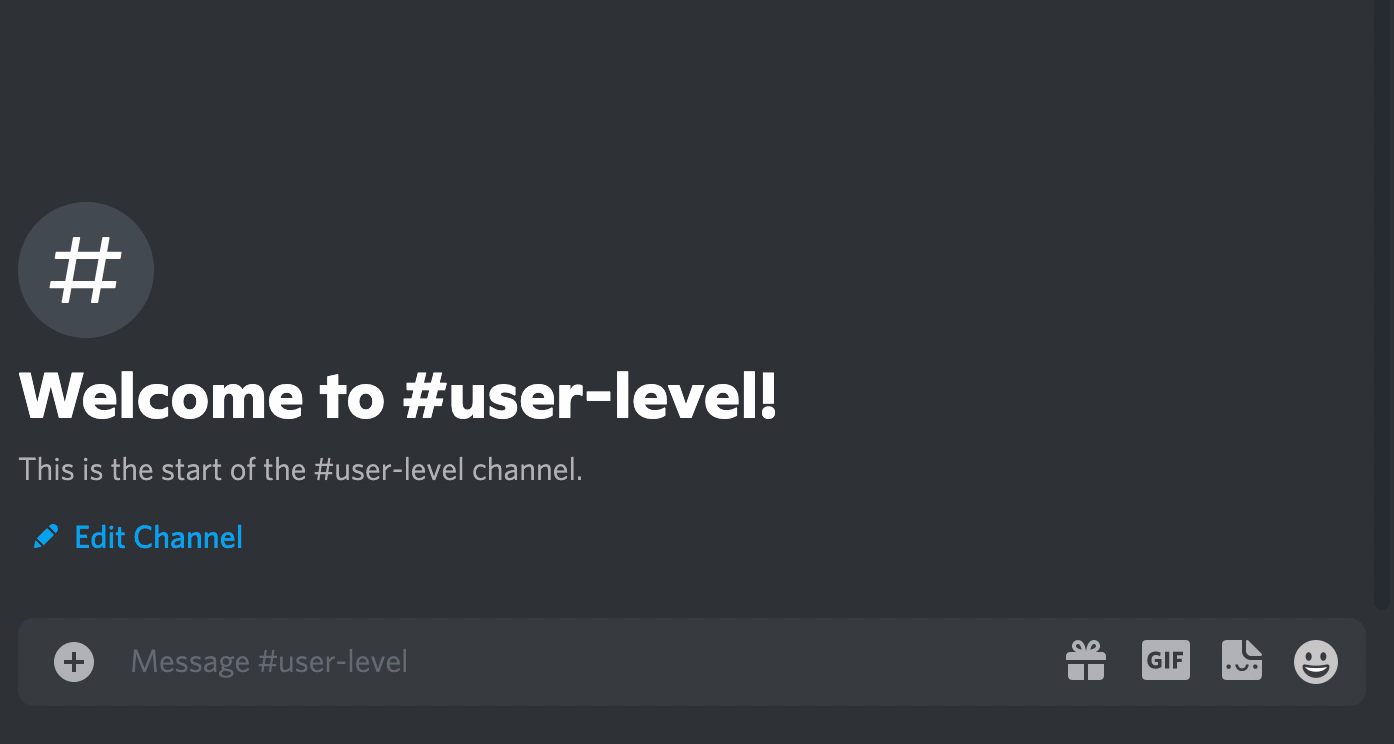 #
Welcome to #user-level!
This is the start of the #user-level channel.
Edit Channel
Message #user-level
GIF